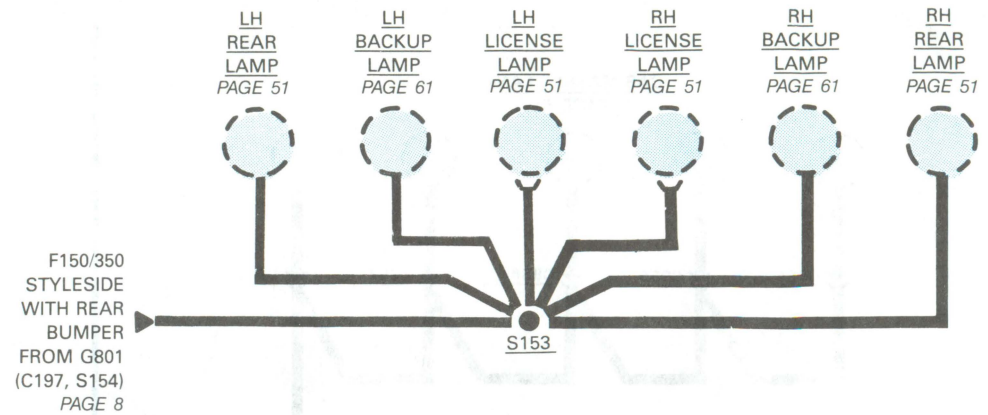 LH
REAR
LAMP
PAGE 51
LH
BACKUP
LAMP
PAGE 61
LH
LICENSE
LAMP
PAGE 51
RH
LICENSE
LAMP
PAGE 51
RH
BACKUP
LAMP
PAGE 61
RH
REAR
LAMP
PAGE 51
F150/350
STYLESIDE
WITH REAR
BUMPER
FROM G801
(C197, S154)
PAGE 8
S153